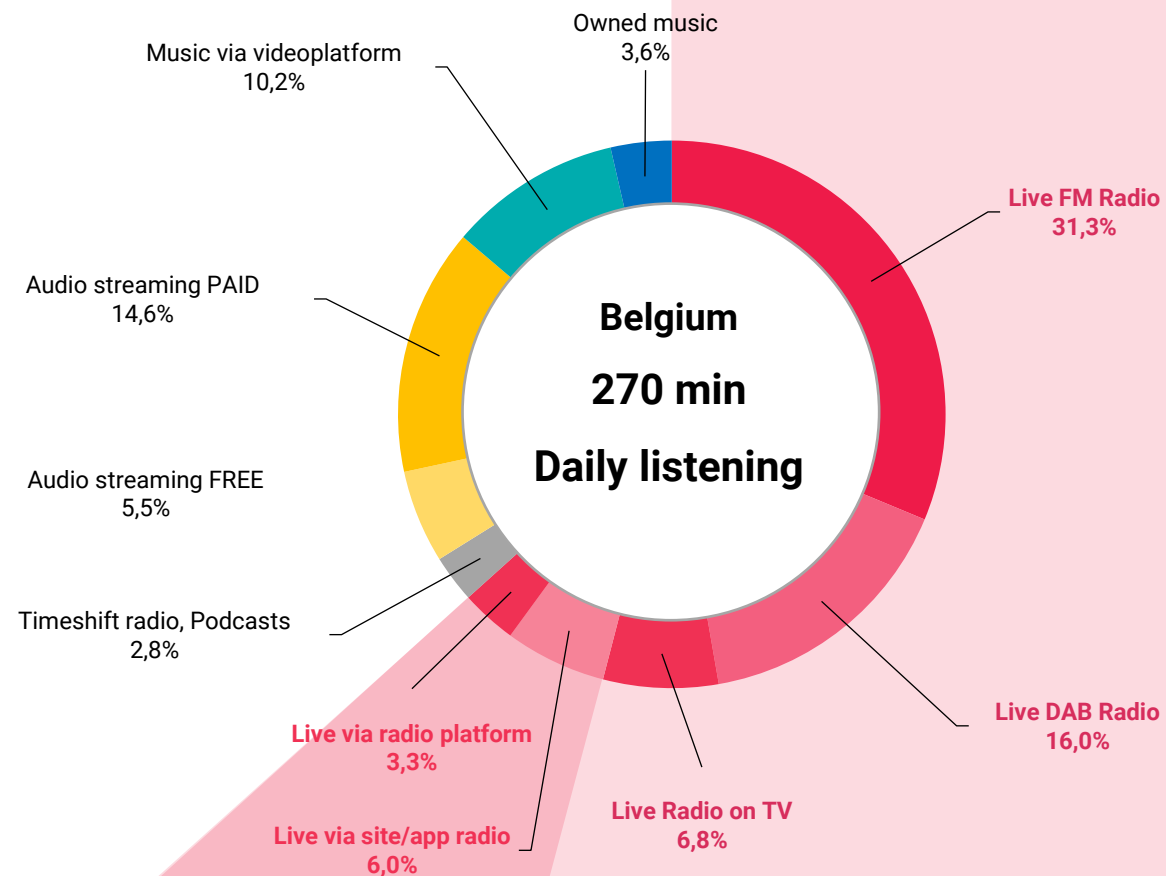 Owned music
3,6%
Music via videoplatform
10,2%
Live FM Radio
31,3%
Audio streaming PAID
14,6%
Belgium
270 min
Daily listening
Audio streaming FREE
5,5%
Timeshift radio, Podcasts
2,8%
Live DAB Radio
16,0%
Live via radio platform
3,3%
Live Radio on TV
6,8%
Live via site/app radio
6,0%